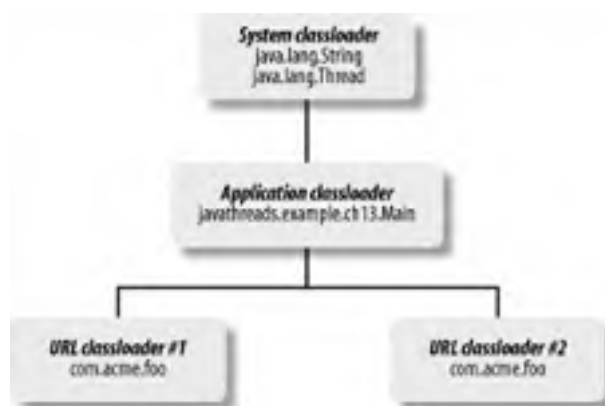 System classloader
java.lang.String
java.lang.Thread
Application classloader
javathreads.example.ch13.Main
URL classloader #1
com.acme.foo
URL classloader #2
com.acme.foo